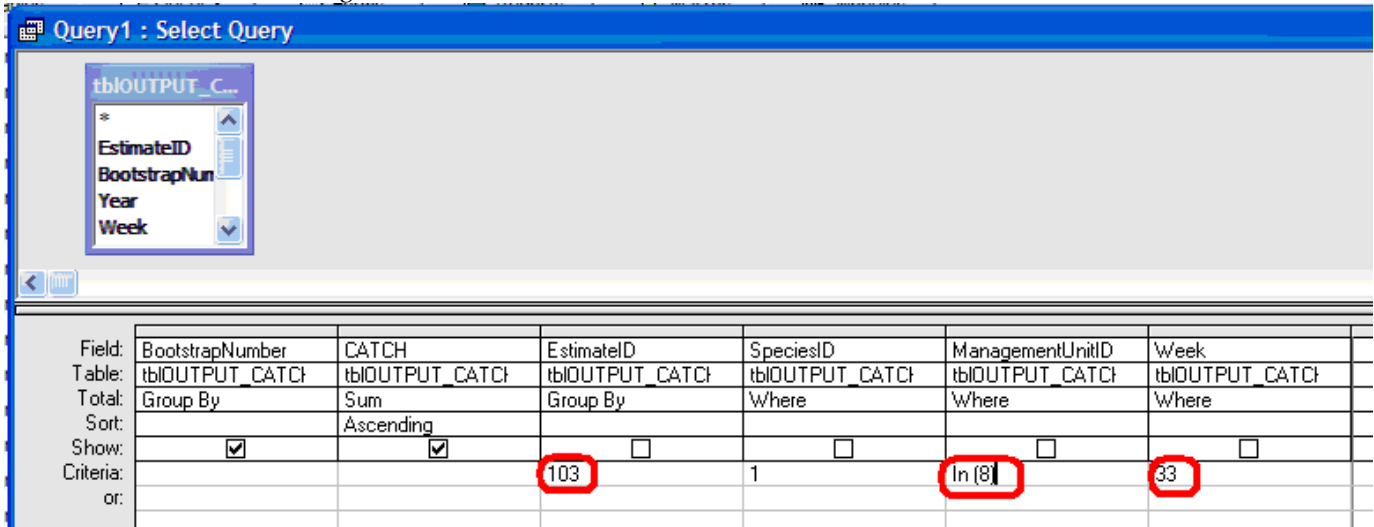 Query1 : Select Query
tblOUTPUT_C...
*
EstimateID
BootstrapNum
Year
Week
Field: BootstrapNumber CATCH EstimateID SpeciesID ManagementUnitID Week
Table: tblOUTPUT_CATCH tblOUTPUT_CATCH tblOUTPUT_CATCH tblOUTPUT_CATCH tblOUTPUT_CATCH tblOUTPUT_CATCH
Total: Group By Sum Group By Where Where Where
Sort: Ascending
Show:
Criteria: 103 1 In (8) 33
or: